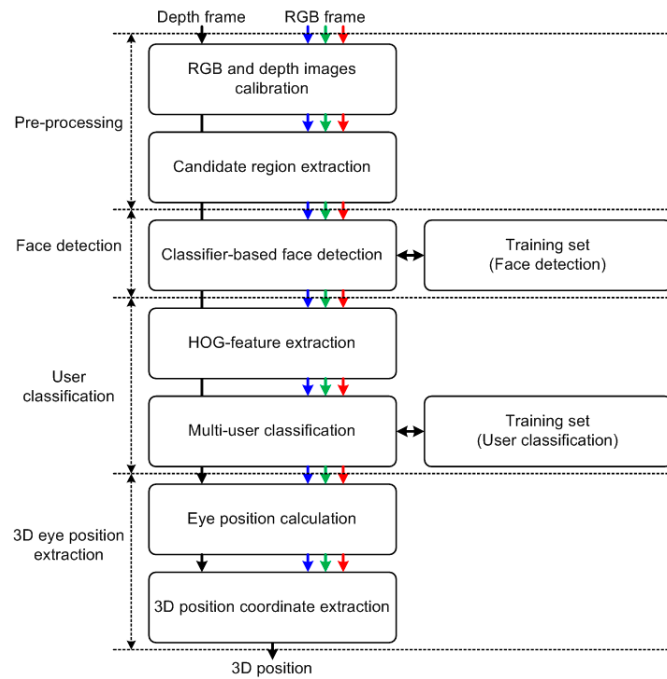 Depth frame
RGB frame
Pre-processing
RGB and depth images
calibration
Candidate region extraction
Face detection
Classifier-based face detection
Training set
(Face detection)
User
classification
HOG-feature extraction
Multi-user classification
Training set
(User classification)
3D eye position
extraction
Eye position calculation
3D position coordinate extraction
3D position